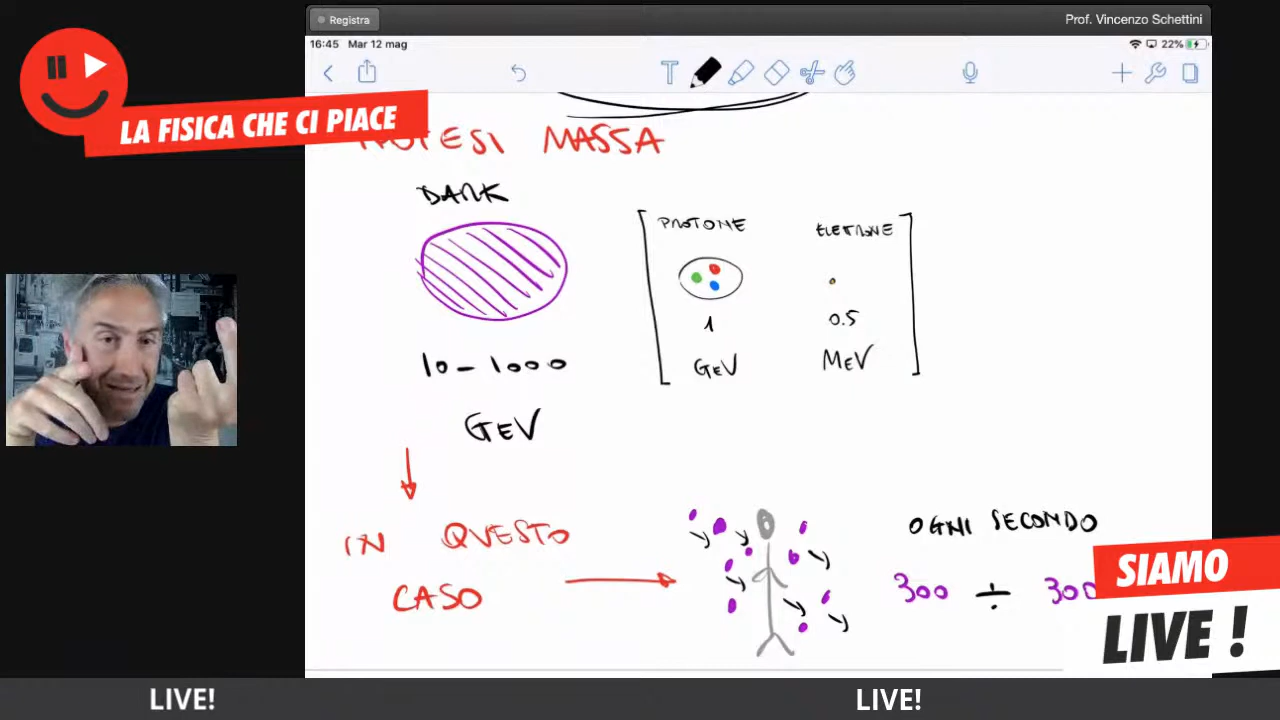 Registra
Prof. Vincenzo Schettini
16:45 Mar 12 mag
22%
LA FISICA CHE CI PIACE
MASSA
DARK
PROTONE
ELETRONE
1
0.5
GeV
MeV
10-1000
GeV
IN QUESTO
CASO
OGNI SECONDO
300 ÷
SIAMO
LIVE!
LIVE!
LIVE!